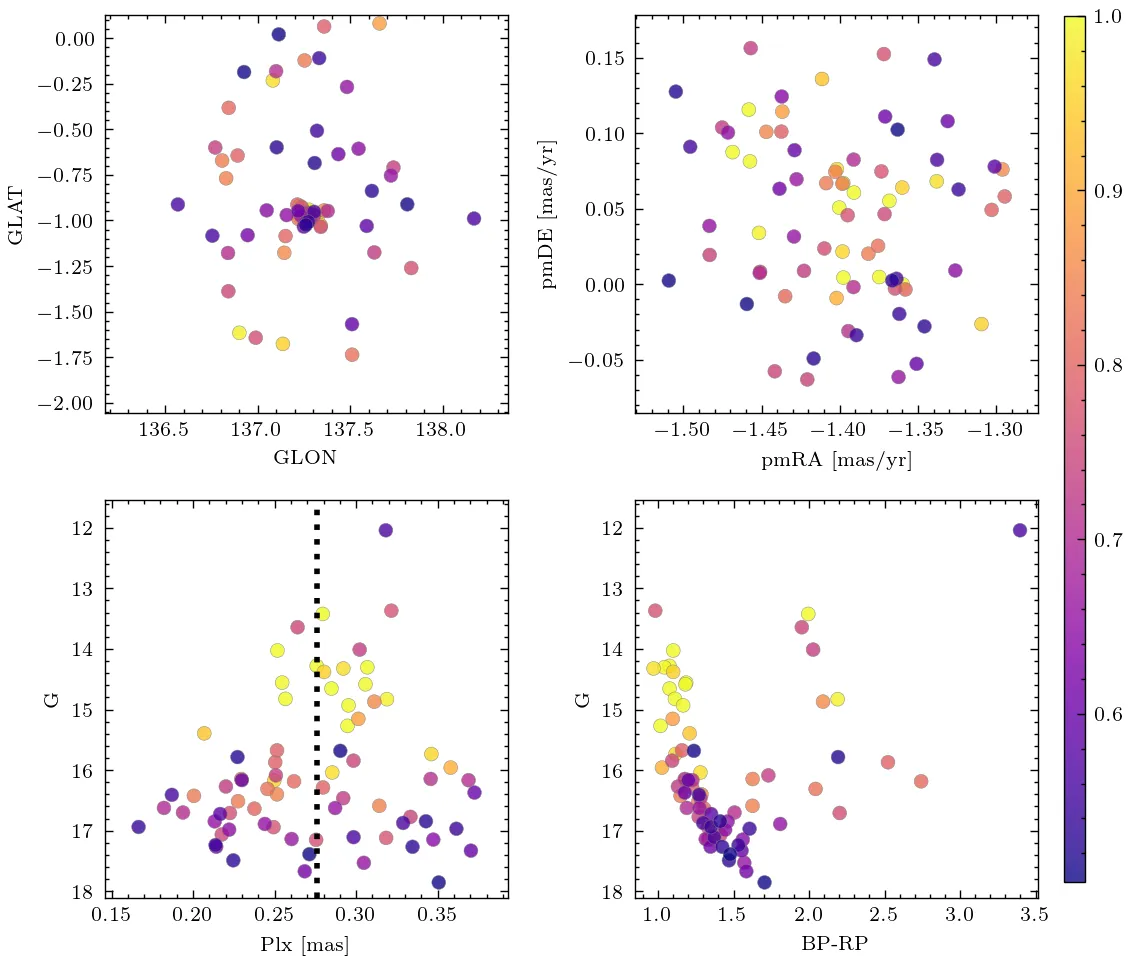 0.00
−0.25
−0.50
−0.75
−1.00
−1.25
−1.50
−1.75
−2.00
GLAT
136.5 137.0 137.5 138.0
GLON
0.15
0.10
0.05
0.00
−0.05
pmDE [mas/yr]
−1.50 −1.45 −1.40 −1.35 −1.30
pmRA [mas/yr]
12
13
14
15
16
17
18
G
0.15 0.20 0.25 0.30 0.35
Plx [mas]
12
13
14
15
16
17
18
G
1.0 1.5 2.0 2.5 3.0 3.5
BP-RP
1.0
0.9
0.8
0.7
0.6